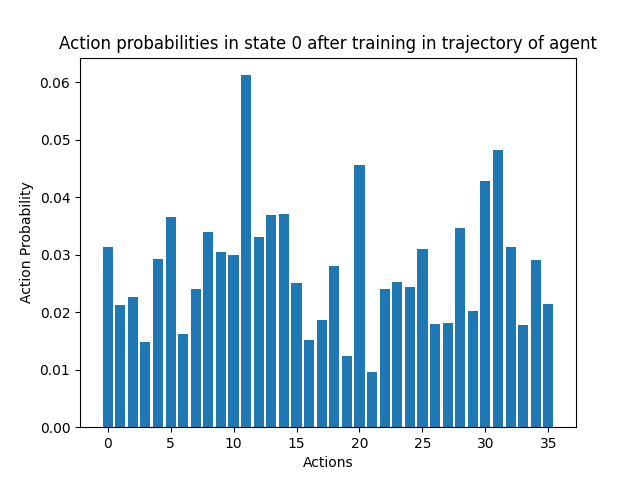 Action probabilities in state 0 after training in trajectory of agent
0.06
0.05
0.04
0.03
0.02
0.01
0.00
Action Probability
0 5 10 15 20 25 30 35
Actions